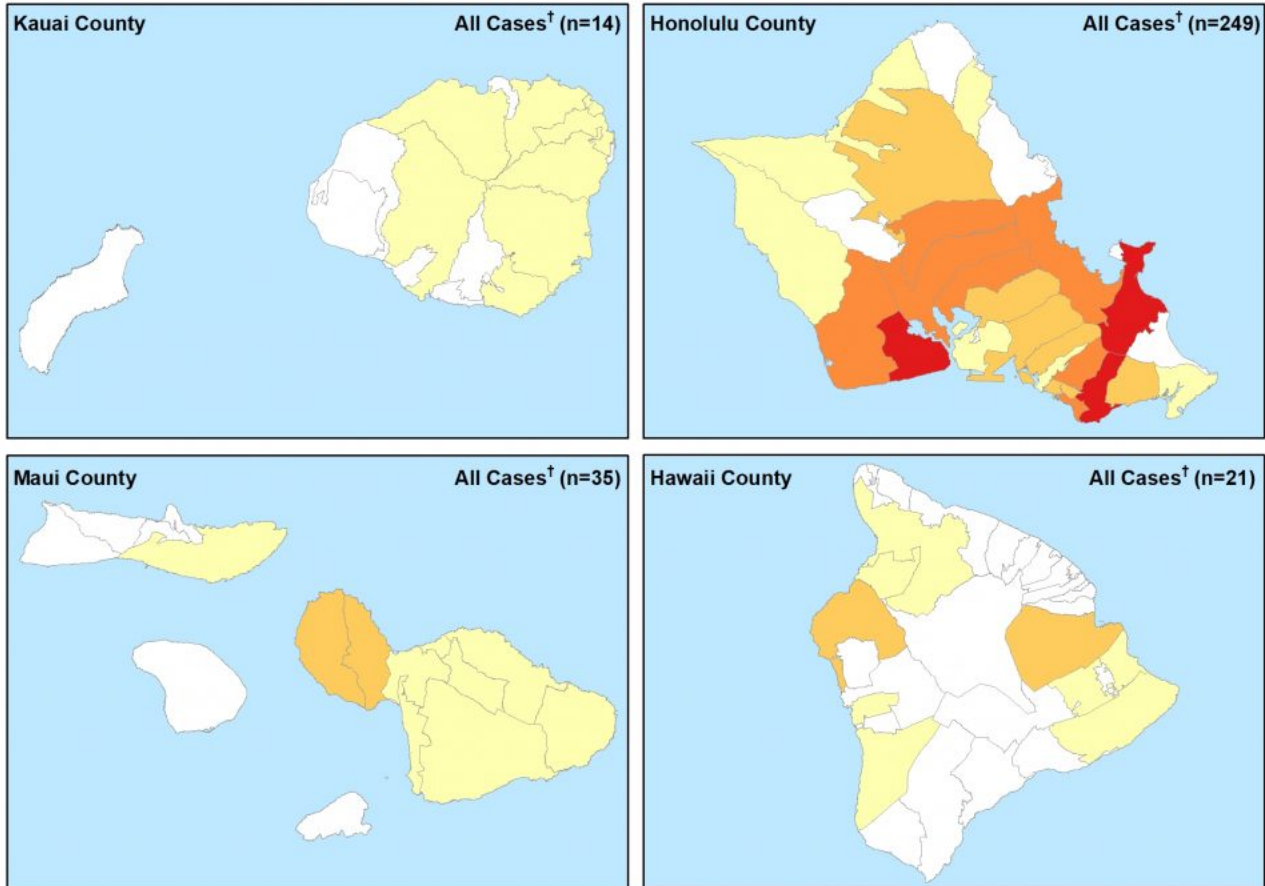 Kauai County All Cases† (n=14)
Honolulu County All Cases† (n=249)
Maui County All Cases† (n=35)
Hawaii County All Cases† (n=21)